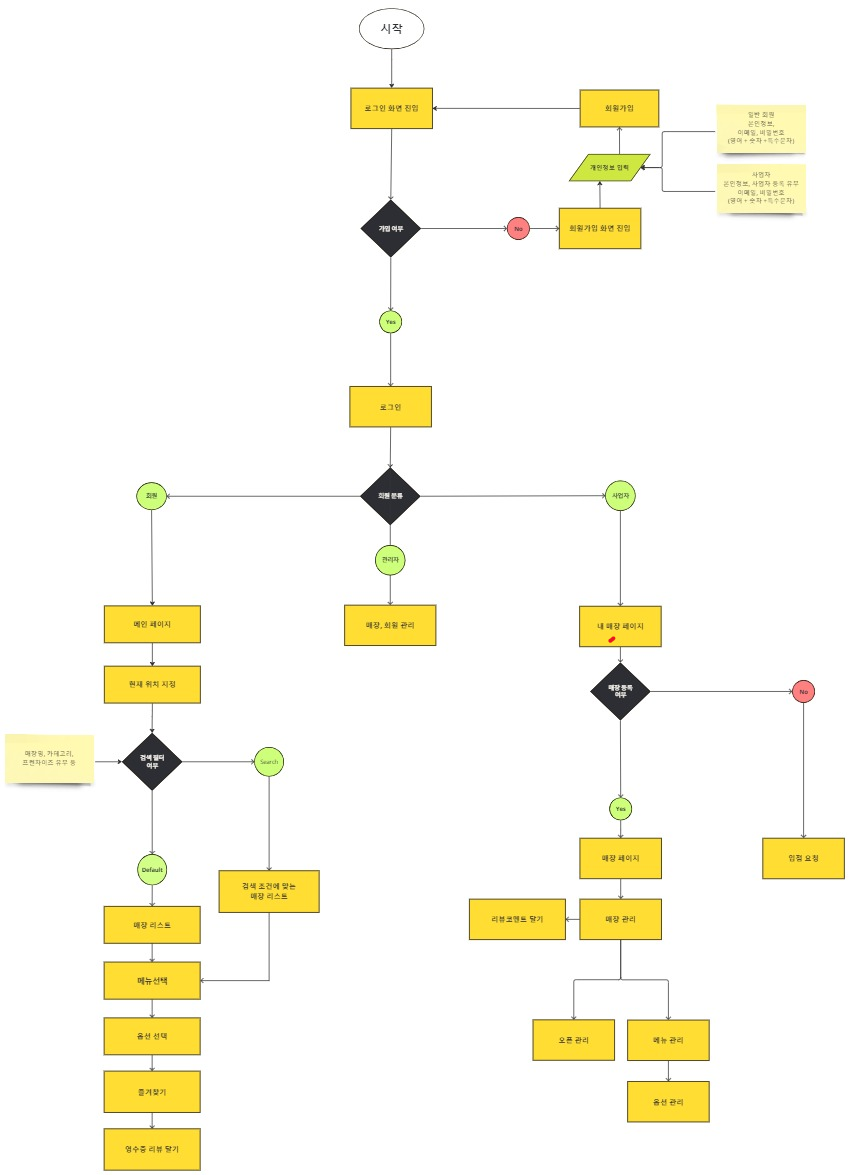 시작
로그인 화면 진입
회원가입
일반 회원
본인정보,
이메일, 비밀번호
(영어 + 숫자 +특수문자)
개인정보 입력
사업자
본인정보, 사업자 등록 유무
이메일, 비밀번호
(영어 + 숫자 +특수문자)
가입 여부
No
회원가입 화면 진입
Yes
로그인
회원
회원 분류
사업자
관리자
메인 페이지
매장, 회원 관리
내 매장 페이지
현재 위치 지정
매장 등록
여부
No
매장명, 카테고리,
프랜차이즈 유무 등
검색 필터
여부
Search
Yes
Default
검색 조건에 맞는
매장 리스트
매장 페이지
입점 요청
매장 리스트
리뷰코멘트 달기
매장 관리
메뉴선택
옵션 선택
오픈 관리
메뉴 관리
즐겨찾기
옵션 관리
영수증 리뷰 달기